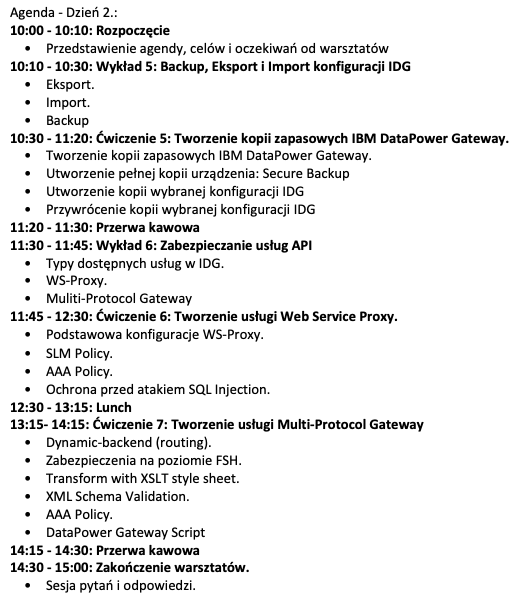 Agenda - Dzień 2.:
10:00 - 10:10: Rozpoczęcie
• Przedstawienie agendy, celów i oczekiwań od warsztatów
10:10 - 10:30: Wykład 5: Backup, Eksport i Import konfiguracji IDG
• Eksport.
• Import.
• Backup
10:30 - 11:20: Ćwiczenie 5: Tworzenie kopii zapasowych IBM DataPower Gateway.
• Tworzenie kopii zapasowych IBM DataPower Gateway.
• Utworzenie pełnej kopii urządzenia: Secure Backup
• Utworzenie kopii wybranej konfiguracji IDG
• Przywrócenie kopii wybranej konfiguracji IDG
11:20 - 11:30: Przerwa kawowa
11:30 - 11:45: Wykład 6: Zabezpieczanie usług API
• Typy dostępnych usług w IDG.
• WS-Proxy.
• Muliti-Protocol Gateway
11:45 - 12:30: Ćwiczenie 6: Tworzenie usługi Web Service Proxy.
• Podstawowa konfiguracje WS-Proxy.
• SLM Policy.
• AAA Policy.
• Ochrona przed atakiem SQL Injection.
12:30 - 13:15: Lunch
13:15- 14:15: Ćwiczenie 7: Tworzenie usługi Multi-Protocol Gateway
• Dynamic-backend (routing).
• Zabezpieczenia na poziomie FSH.
• Transform with XSLT style sheet.
• XML Schema Validation.
• AAA Policy.
• DataPower Gateway Script
14:15 - 14:30: Przerwa kawowa
14:30 - 15:00: Zakończenie warsztatów.
• Sesja pytań i odpowiedzi.